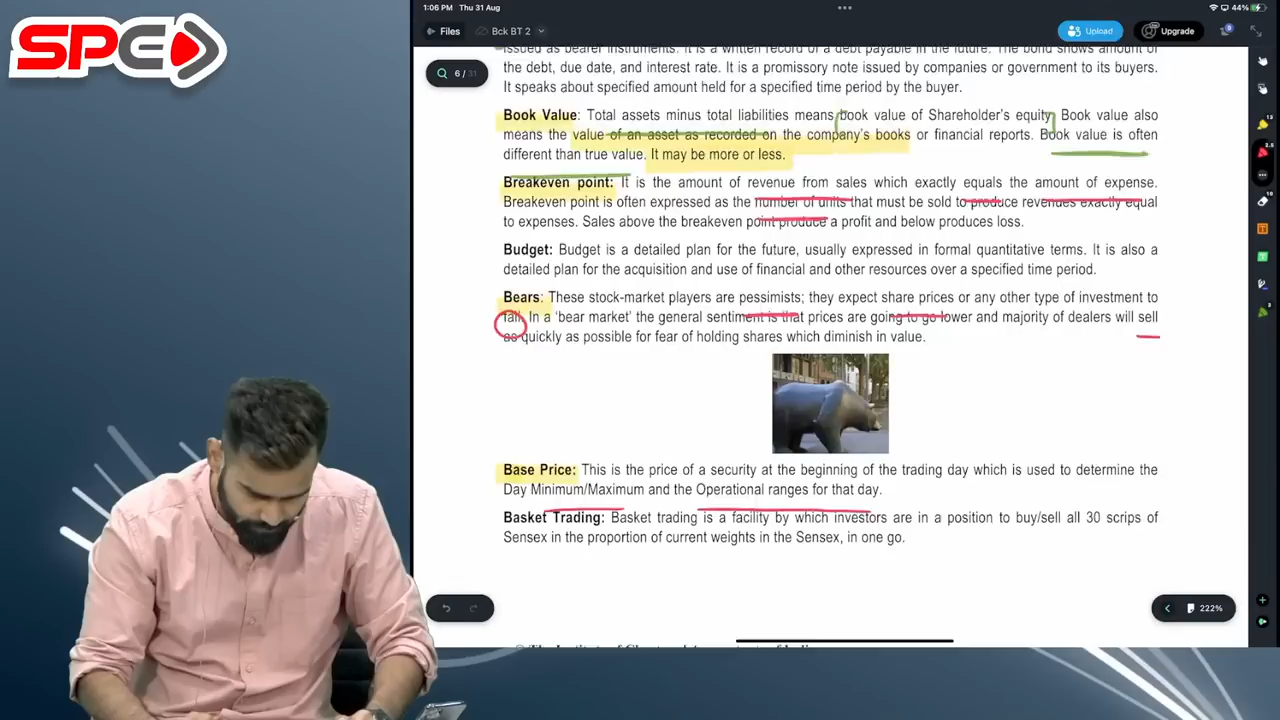 SPC
1:06 PM Thu 31 Aug
44%
Files
Bck BT 2
Upload
Upgrade
6 / 31
issued as bearer instruments. It is a written record of a debt payable in the future. The bond shows amount of
the debt, due date, and interest rate. It is a promissory note issued by companies or government to its buyers.
It speaks about specified amount held for a specified time period by the buyer.
Book Value: Total assets minus total liabilities means book value of Shareholder's equity. Book value also
means the value of an asset as recorded on the company's books or financial reports. Book value is often
different than true value. It may be more or less.
Breakeven point: It is the amount of revenue from sales which exactly equals the amount of expense.
Breakeven point is often expressed as the number of units that must be sold to produce revenues exactly equal
to expenses. Sales above the breakeven point produce a profit and below produces loss.
Budget: Budget is a detailed plan for the future, usually expressed in formal quantitative terms. It is also a
detailed plan for the acquisition and use of financial and other resources over a specified time period.
Bears: These stock-market players are pessimists; they expect share prices or any other type of investment to
fall. In a ‘bear market’ the general sentiment is that prices are going to go lower and majority of dealers will sell
as quickly as possible for fear of holding shares which diminish in value.
Base Price: This is the price of a security at the beginning of the trading day which is used to determine the
Day Minimum/Maximum and the Operational ranges for that day.
Basket Trading: Basket trading is a facility by which investors are in a position to buy/sell all 30 scrips of
Sensex in the proportion of current weights in the Sensex, in one go.
222%